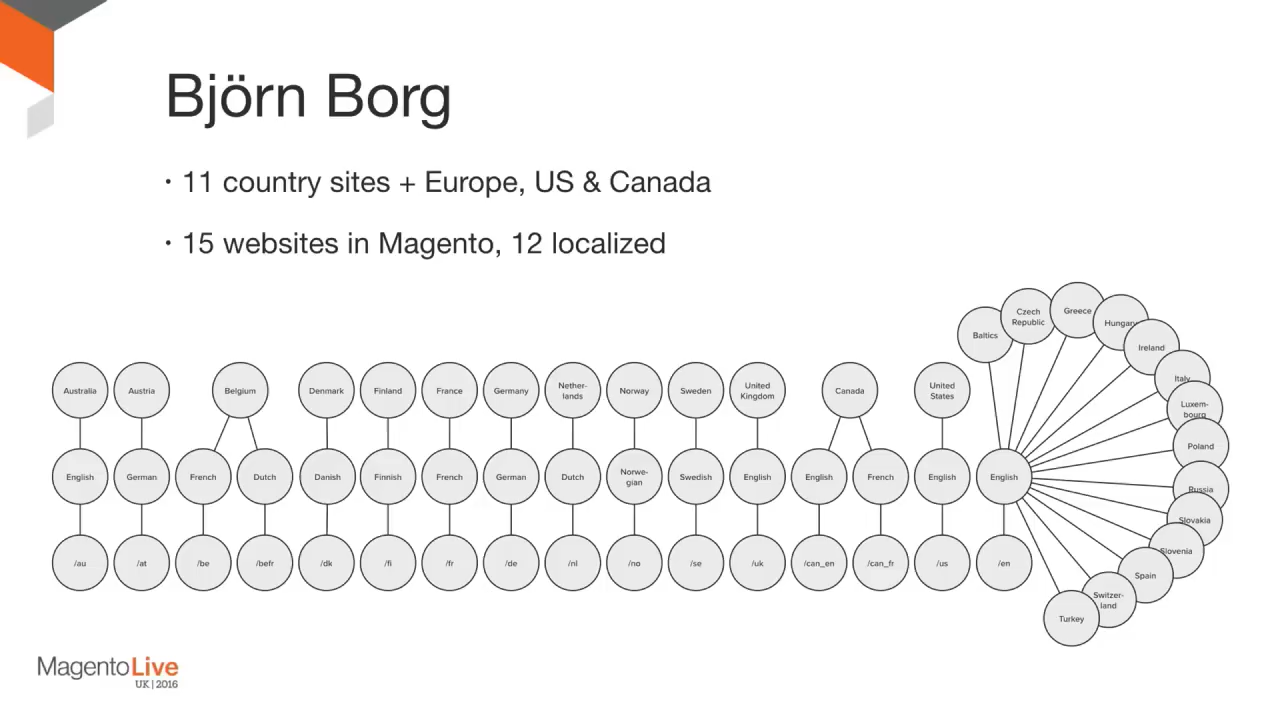 Björn Borg
• 11 country sites + Europe, US & Canada
• 15 websites in Magento, 12 localized
Australia
Austria
Belgium
Denmark
Finland
France
Germany
Nether-
lands
Norway
Sweden
United
Kingdom
Canada
United
States
Baltics
Czech
Republic
Greece
Hungary
Ireland
Italy
Luxem-
bourg
Poland
Russia
Slovakia
Slovenia
Spain
Switzer-
land
Turkey
English
German
French
Dutch
Danish
Finnish
French
German
Dutch
Norwe-
gian
Swedish
English
English
French
English
English
/au
/at
/be
/befr
/dk
/fi
/fr
/de
/nl
/no
/se
/uk
/can_en
/can_fr
/us
/en
MagentoLive
UK | 2016